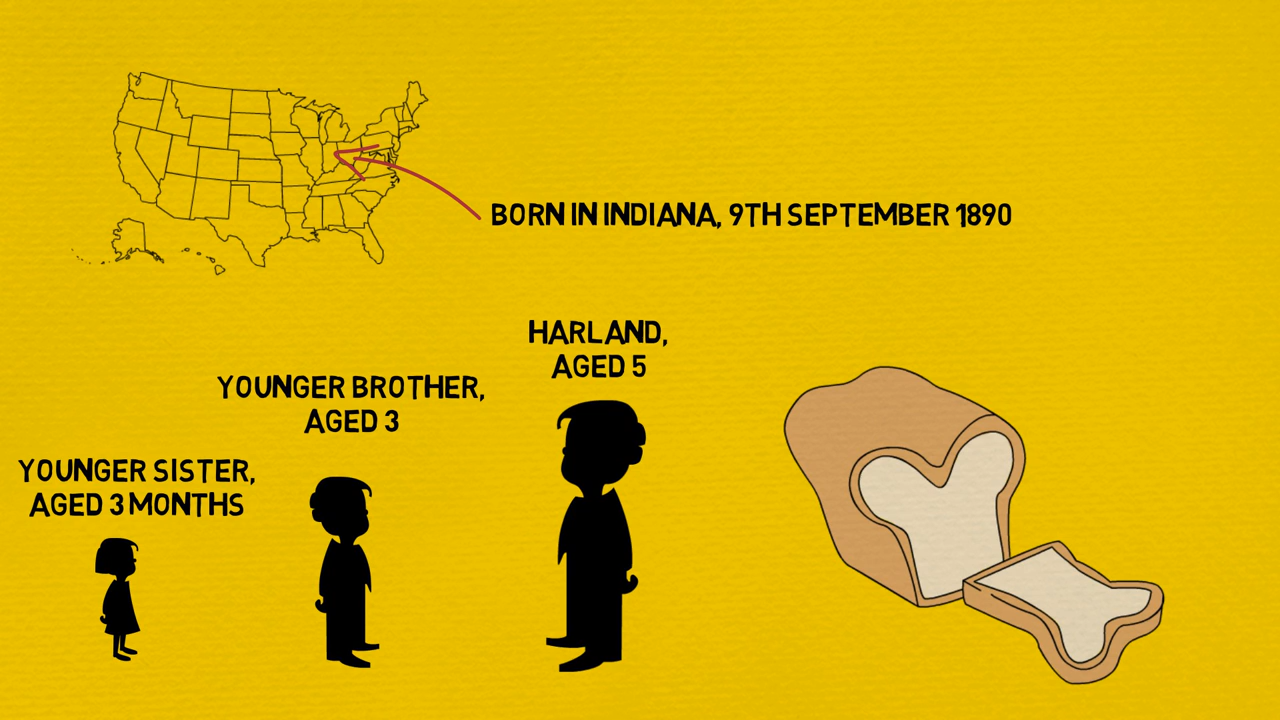 BORN IN INDIANA, 9TH SEPTEMBER 1890
HARLAND,
AGED 5
YOUNGER BROTHER,
AGED 3
YOUNGER SISTER,
AGED 3 MONTHS